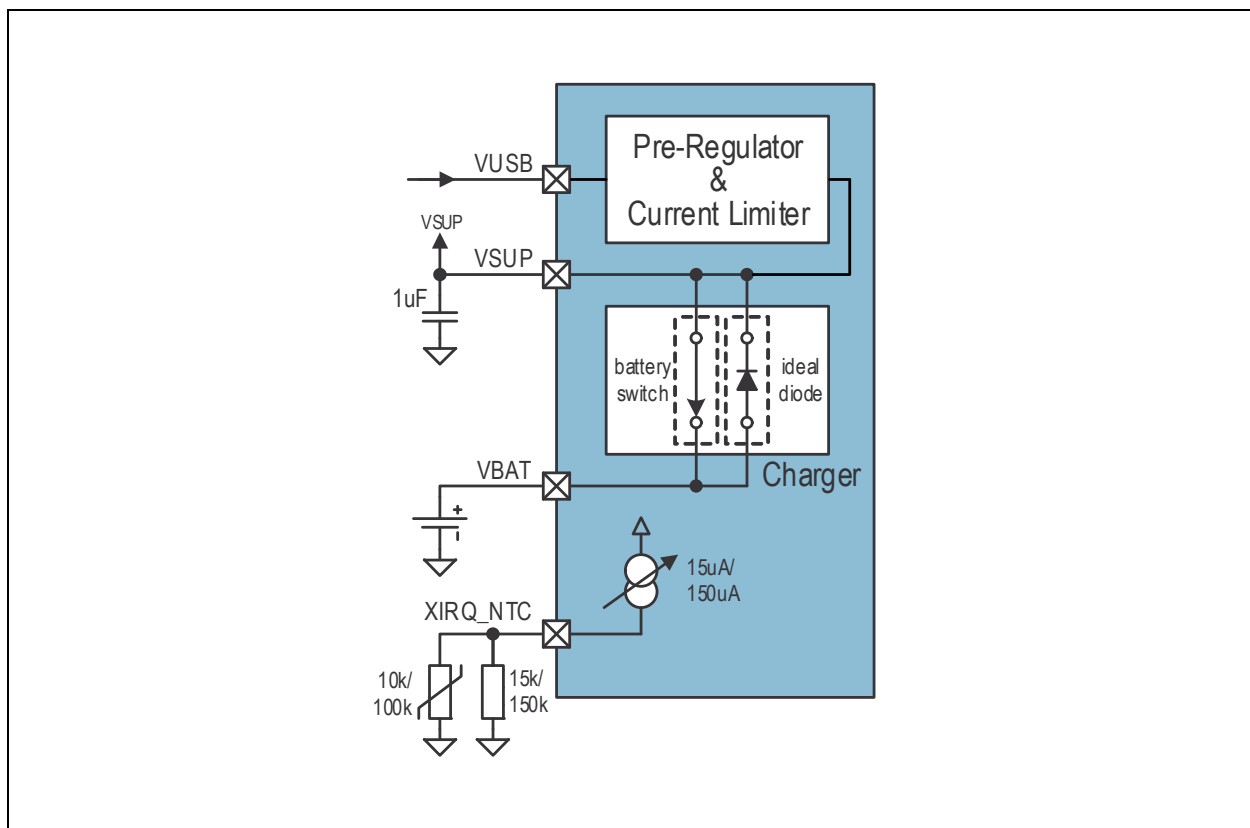 Pre-Regulator
&
Current Limiter
VUSB
VSUP
VSUP
1uF
battery
switch
ideal
diode
VBAT
Charger
+
15uA/
150uA
XIRQ_NTC
10k/
100k
15k/
150k